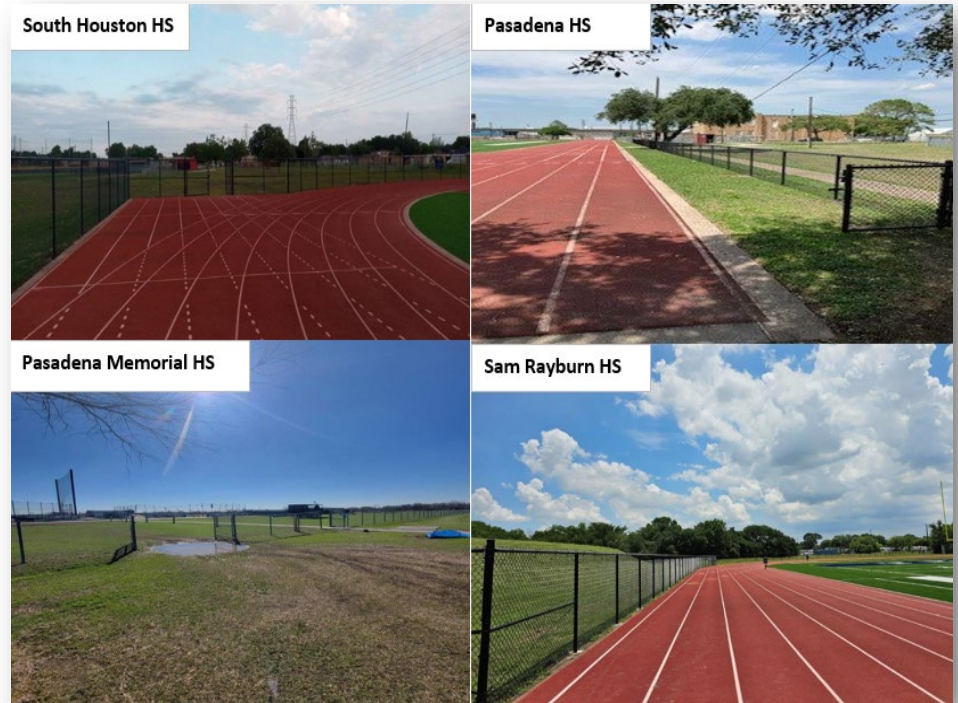 South Houston HS
Pasadena HS
Pasadena Memorial HS
Sam Rayburn HS